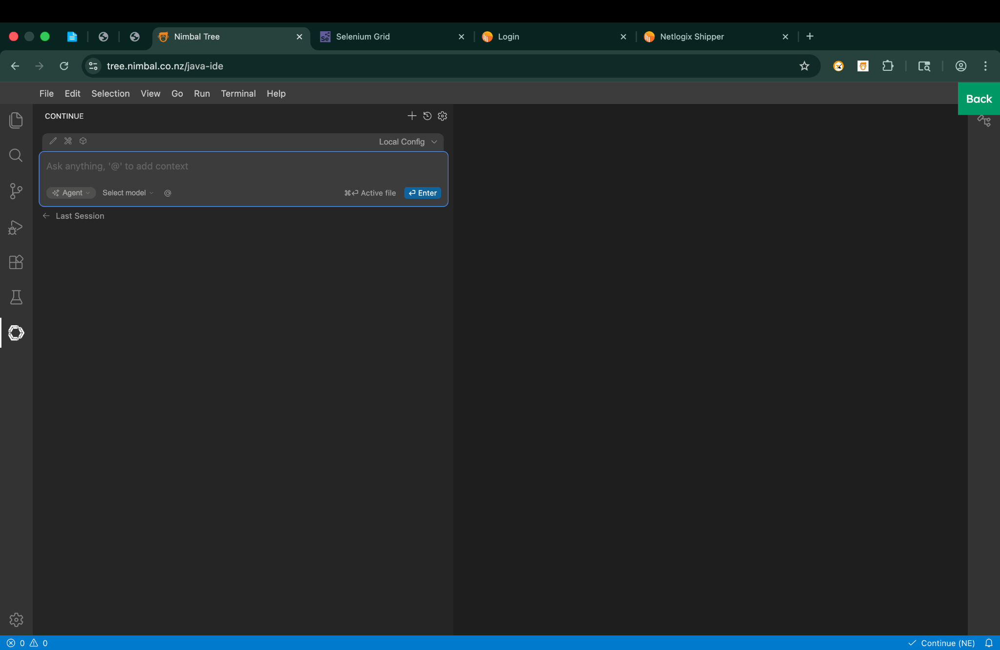 Nimbal Tree
Selenium Grid
Login
Netlogix Shipper
tree.nimbal.co.nz/java-ide
File Edit Selection View Go Run Terminal Help
Back
CONTINUE
Local Config
Ask anything, '@' to add context
Agent Select model @ ⌘⏎ Active file ⏎ Enter
← Last Session
0 0
Continue (NE)